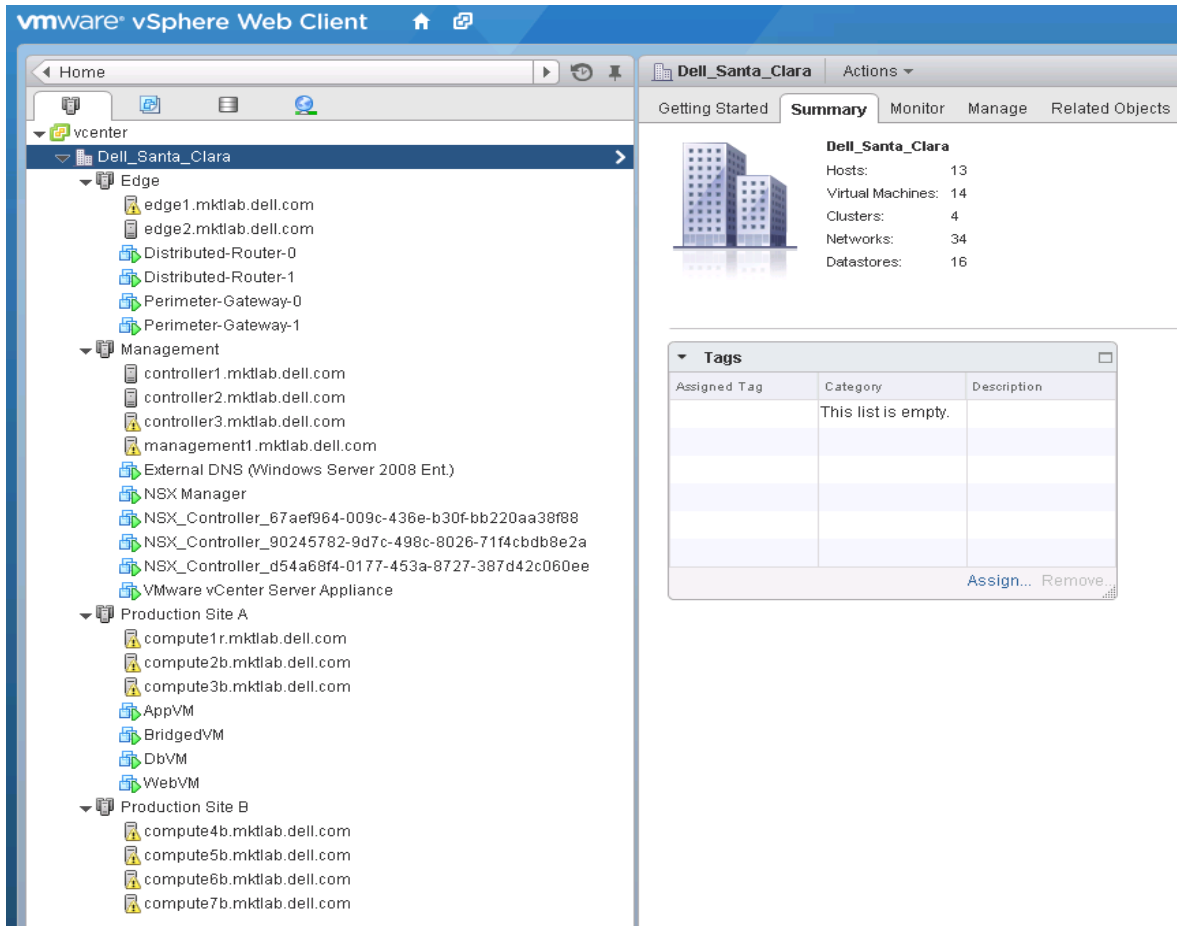 vmware® vSphere Web Client
Home
vcenter
Dell_Santa_Clara
Edge
edge1.mktlab.dell.com
edge2.mktlab.dell.com
Distributed-Router-0
Distributed-Router-1
Perimeter-Gateway-0
Perimeter-Gateway-1
Management
controller1.mktlab.dell.com
controller2.mktlab.dell.com
controller3.mktlab.dell.com
management1.mktlab.dell.com
External DNS (Windows Server 2008 Ent.)
NSX Manager
NSX_Controller_67aef964-009c-436e-b30f-bb220aa38f88
NSX_Controller_90245782-9d7c-498c-8026-71f4cbdb8e2a
NSX_Controller_d54a68f4-0177-453a-8727-387d42c060ee
VMware vCenter Server Appliance
Production Site A
compute1r.mktlab.dell.com
compute2b.mktlab.dell.com
compute3b.mktlab.dell.com
AppVM
BridgedVM
DbVM
WebVM
Production Site B
compute4b.mktlab.dell.com
compute5b.mktlab.dell.com
compute6b.mktlab.dell.com
compute7b.mktlab.dell.com
Dell_Santa_Clara Actions
Getting Started Summary Monitor Manage Related Objects
Dell_Santa_Clara
Hosts: 13
Virtual Machines: 14
Clusters: 4
Networks: 34
Datastores: 16
Tags
Assigned Tag Category Description
This list is empty.
Assign... Remove...